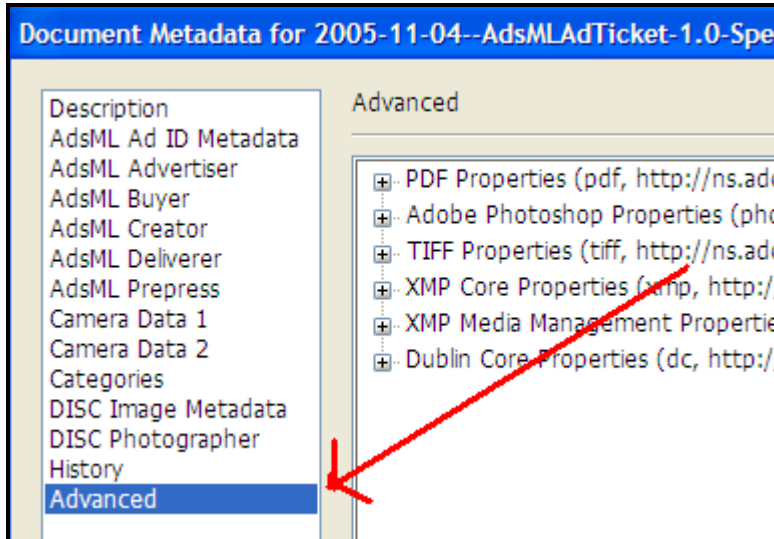 Document Metadata for 2005-11-04--AdsMLAdTicket-1.0-Spe
Description
AdsML Ad ID Metadata
AdsML Advertiser
AdsML Buyer
AdsML Creator
AdsML Deliverer
AdsML Prepress
Camera Data 1
Camera Data 2
Categories
DISC Image Metadata
DISC Photographer
History
Advanced
Advanced
PDF Properties (pdf, http://ns.ado
Adobe Photoshop Properties (pho
TIFF Properties (tiff, http://ns.ado
XMP Core Properties (xmp, http:/
XMP Media Management Propertie
Dublin Core Properties (dc, http:/